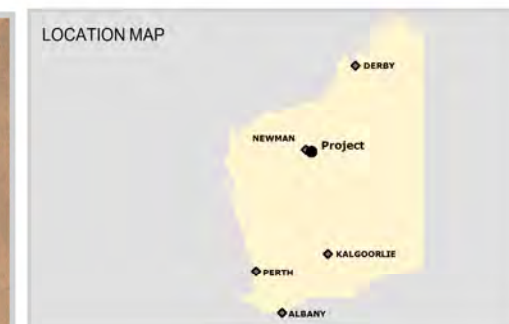 LOCATION MAP
DERBY
NEWMAN
Project
KALGOORLIE
PERTH
ALBANY